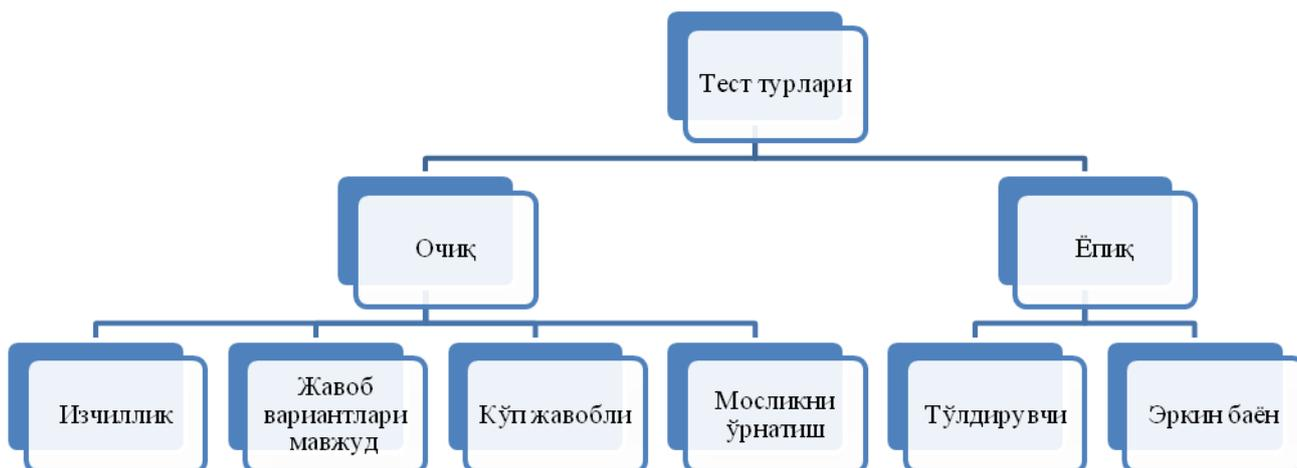 Тест турлари
Очиқ
Ёпиқ
Изчиллик
Жавоб
вариантлари
мавжуд
Кўп жавобли
Мосликни
ўрнатиш
Тўлдирувчи
Эркин баён